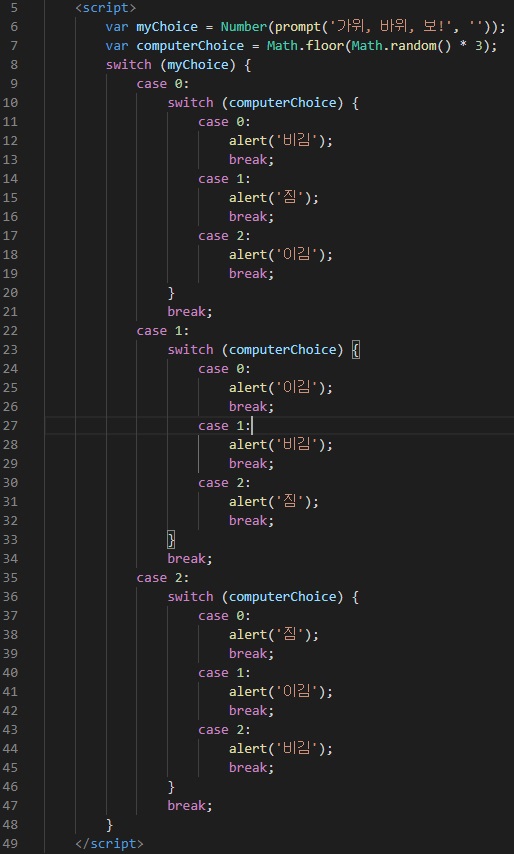 5 <script>
6 var myChoice = Number(prompt('가위, 바위, 보!', ''));
7 var computerChoice = Math.floor(Math.random() * 3);
8 switch (myChoice) {
9 case 0:
10 switch (computerChoice) {
11 case 0:
12 alert('비김');
13 break;
14 case 1:
15 alert('짐');
16 break;
17 case 2:
18 alert('이김');
19 break;
20 }
21 break;
22 case 1:
23 switch (computerChoice) {
24 case 0:
25 alert('이김');
26 break;
27 case 1:
28 alert('비김');
29 break;
30 case 2:
31 alert('짐');
32 break;
33 }
34 break;
35 case 2:
36 switch (computerChoice) {
37 case 0:
38 alert('짐');
39 break;
40 case 1:
41 alert('이김');
42 break;
43 case 2:
44 alert('비김');
45 break;
46 }
47 break;
48 }
49 </script>